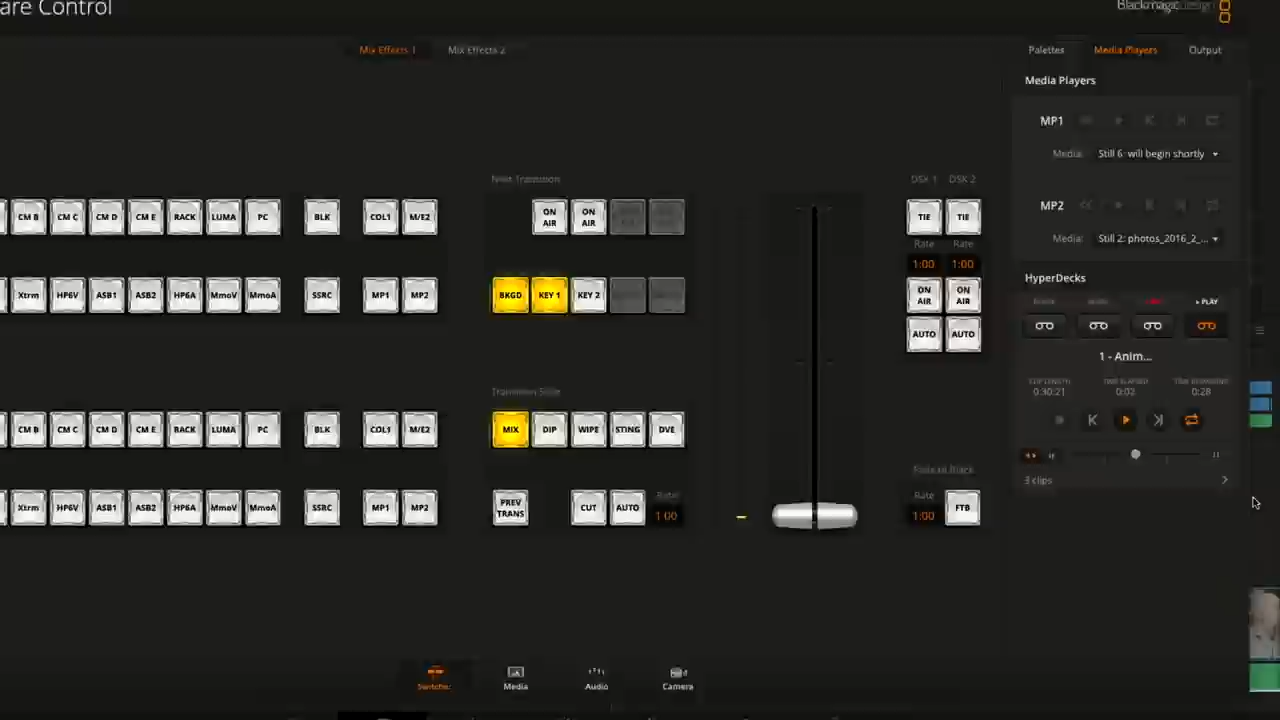 are Control
Blackmagicdesign
Mix Effects 1 Mix Effects 2
Palettes Media Players Output
Media Players
MP1
Media: Still 6: will begin shortly
MP2
Media: Still 2: photos_2016_2_...
HyperDecks
PLAY
1 - Anim...
CLIP LENGTH TIME ELAPSED TIME REMAINING
0:30:21 0:02 0:28
3 clips
Next Transition
ON AIR ON AIR
CM B CM C CM D CM E RACK LUMA PC BLK COL1 M/E2
Xtrm HP6V ASB1 ASB2 HP6A MmoV MmoA SSRC MP1 MP2
BKGD KEY 1 KEY 2
DSK 1 DSK 2
TIE TIE
Rate Rate
1:00 1:00
ON AIR ON AIR
AUTO AUTO
Transition Style
CM B CM C CM D CM E RACK LUMA PC BLK COL1 M/E2
MIX DIP WIPE STING DVE
Xtrm HP6V ASB1 ASB2 HP6A MmoV MmoA SSRC MP1 MP2
PREV TRANS CUT AUTO
Rate
1:00
Fade to Black
Rate
1:00 FTB
Switcher Media Audio Camera